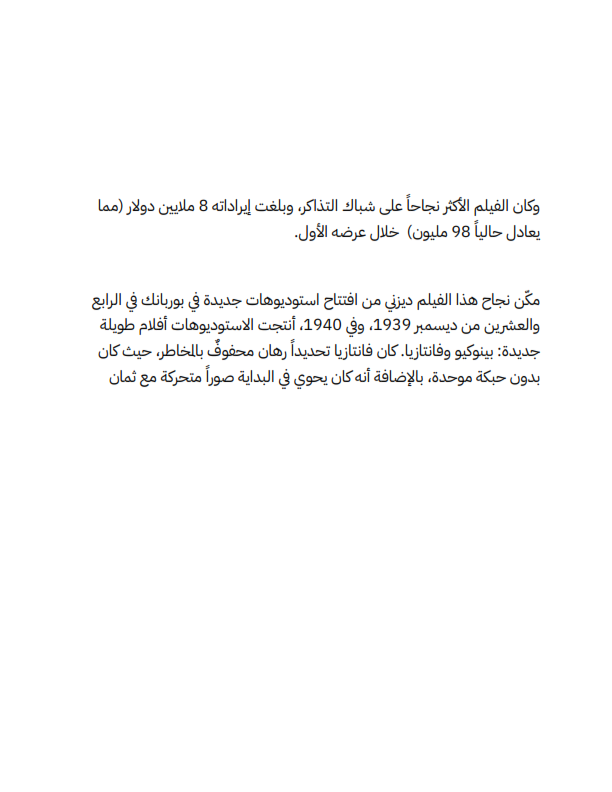 وكان الفيلم الأكثر نجاحاً على شباك التذاكر، وبلغت إيراداته 8 ملايين دولار (مما
يعادل حالياً 98 مليون)  خلال عرضه الأول.
مكّن نجاح هذا الفيلم ديزني من افتتاح استوديوهات جديدة في بوربانك في الرابع
والعشرين من ديسمبر 1939، وفي 1940، أنتجت الاستوديوهات أفلام طويلة
جديدة: بينوكيو وفانتازيا. كان فانتازيا تحديداً رهان محفوفٌ بالمخاطر، حيث كان
بدون حبكة موحدة، بالإضافة أنه كان يحوي في البداية صوراً متحركة مع ثمان